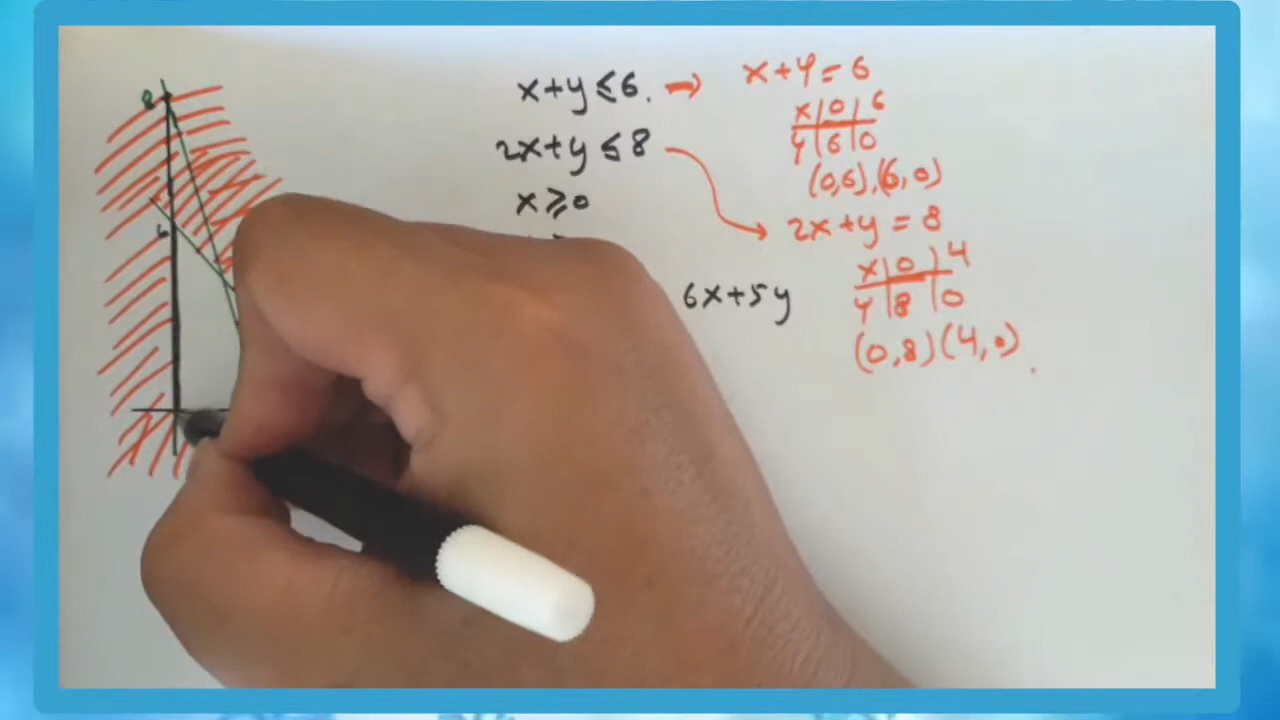 8
6
x+y ≤ 6.
2x+y ≤ 8
x ≥ 0
6x+5y
x+y = 6
x | 0 | 6
y | 6 | 0
(0,6),(6,0)
2x+y = 8
x | 0 | 4
y | 8 | 0
(0,8)(4,0)